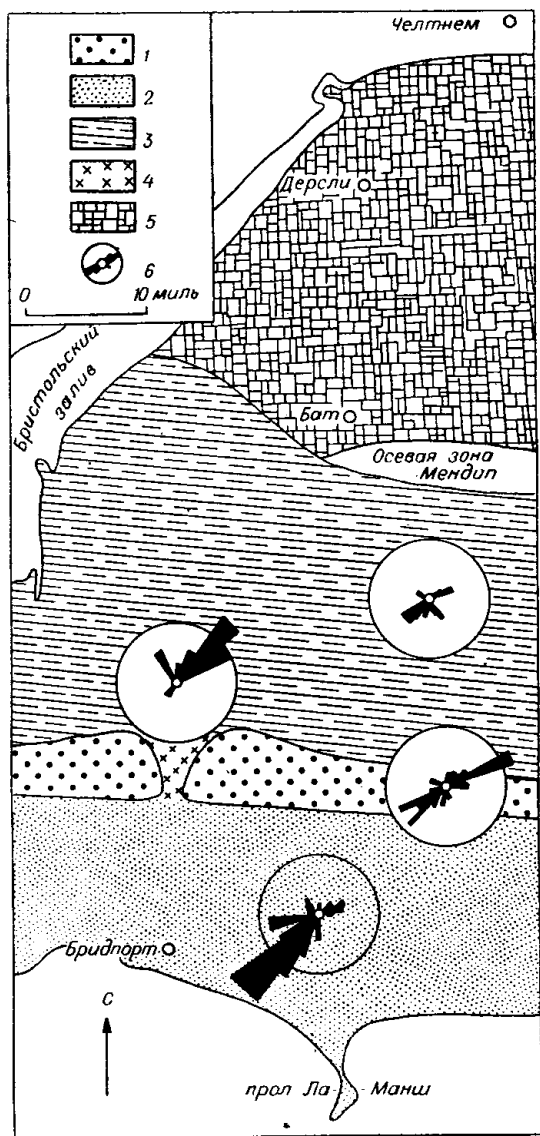 Челтнем
1
2
3
4
5
6
0 10 миль
Дерсли
Бристольский
залив
Бат
Осевая зона
Мендип
Бридпорт
С
прол Ла-Манш